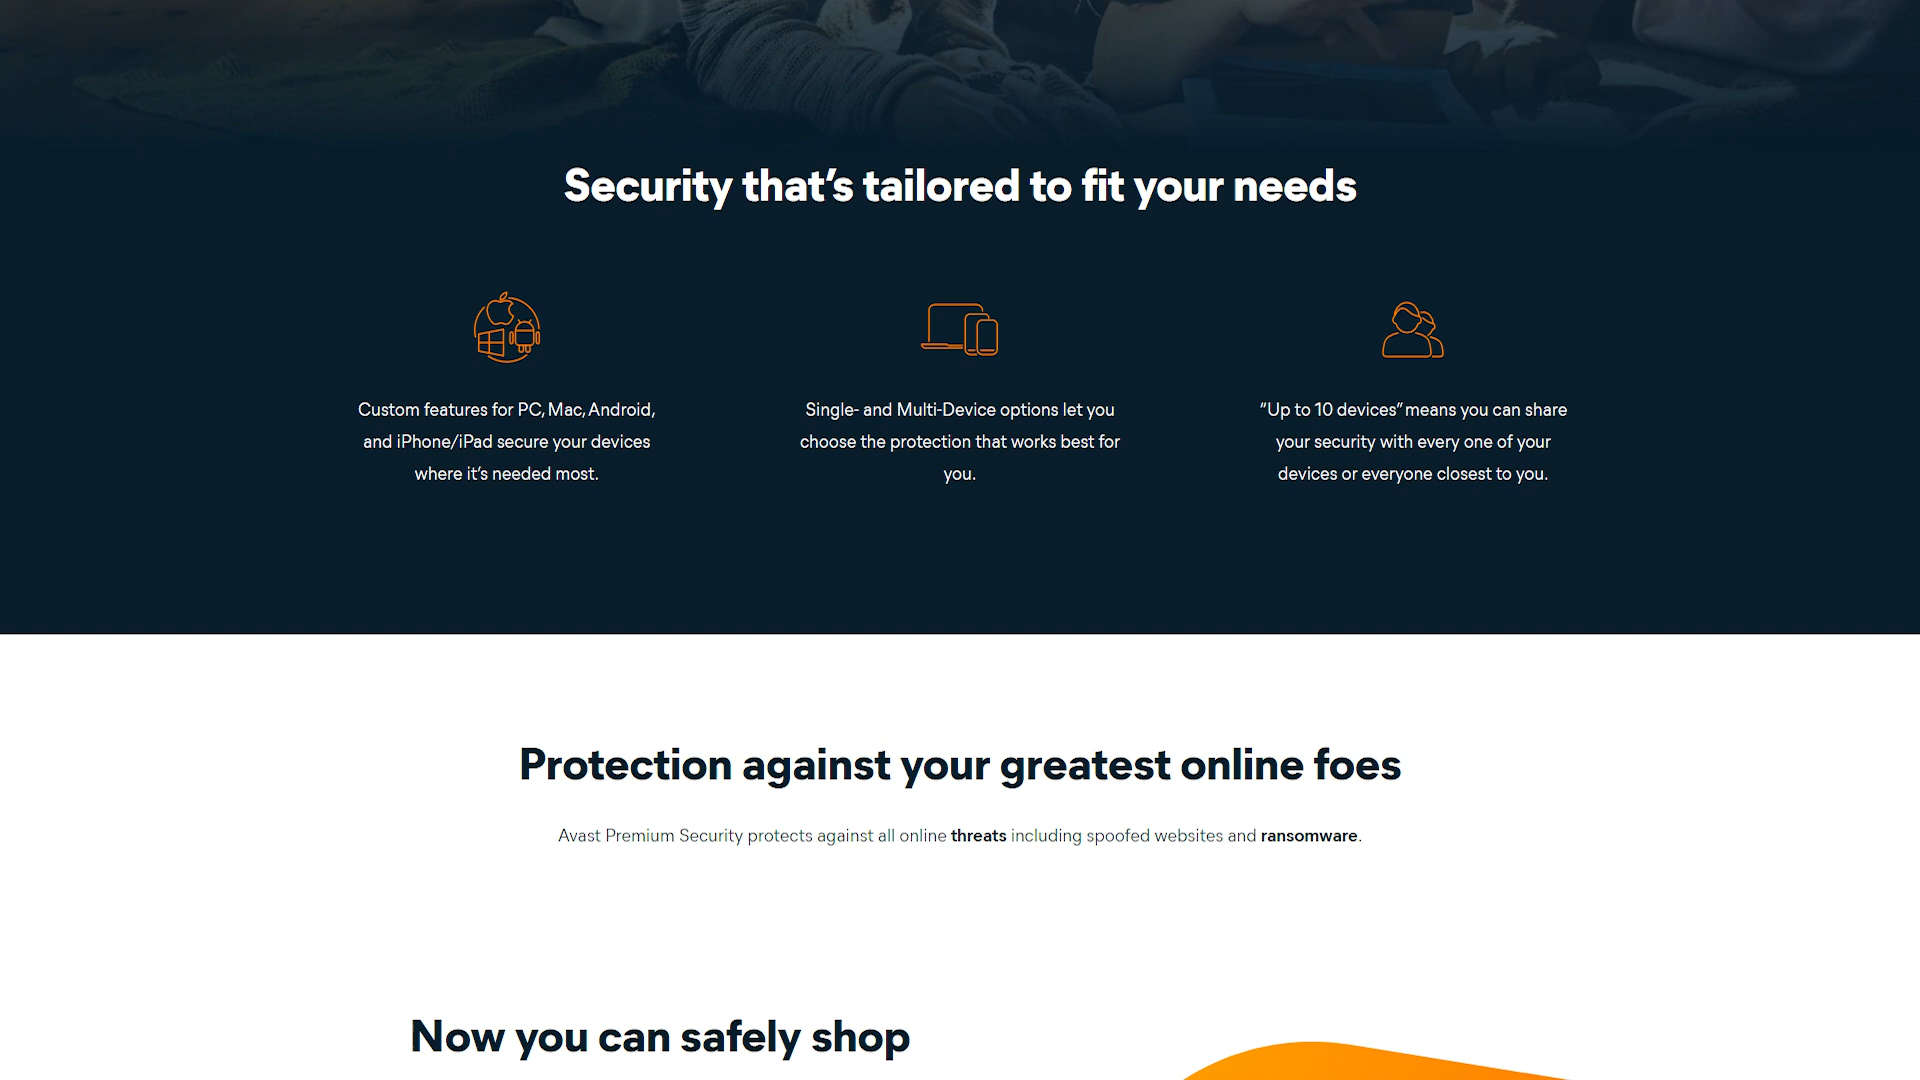 Security that’s tailored to fit your needs
Custom features for PC, Mac, Android,
and iPhone/iPad secure your devices
where it’s needed most.
Single- and Multi-Device options let you
choose the protection that works best for
you.
“Up to 10 devices” means you can share
your security with every one of your
devices or everyone closest to you.
Protection against your greatest online foes
Avast Premium Security protects against all online threats including spoofed websites and ransomware.
Now you can safely shop